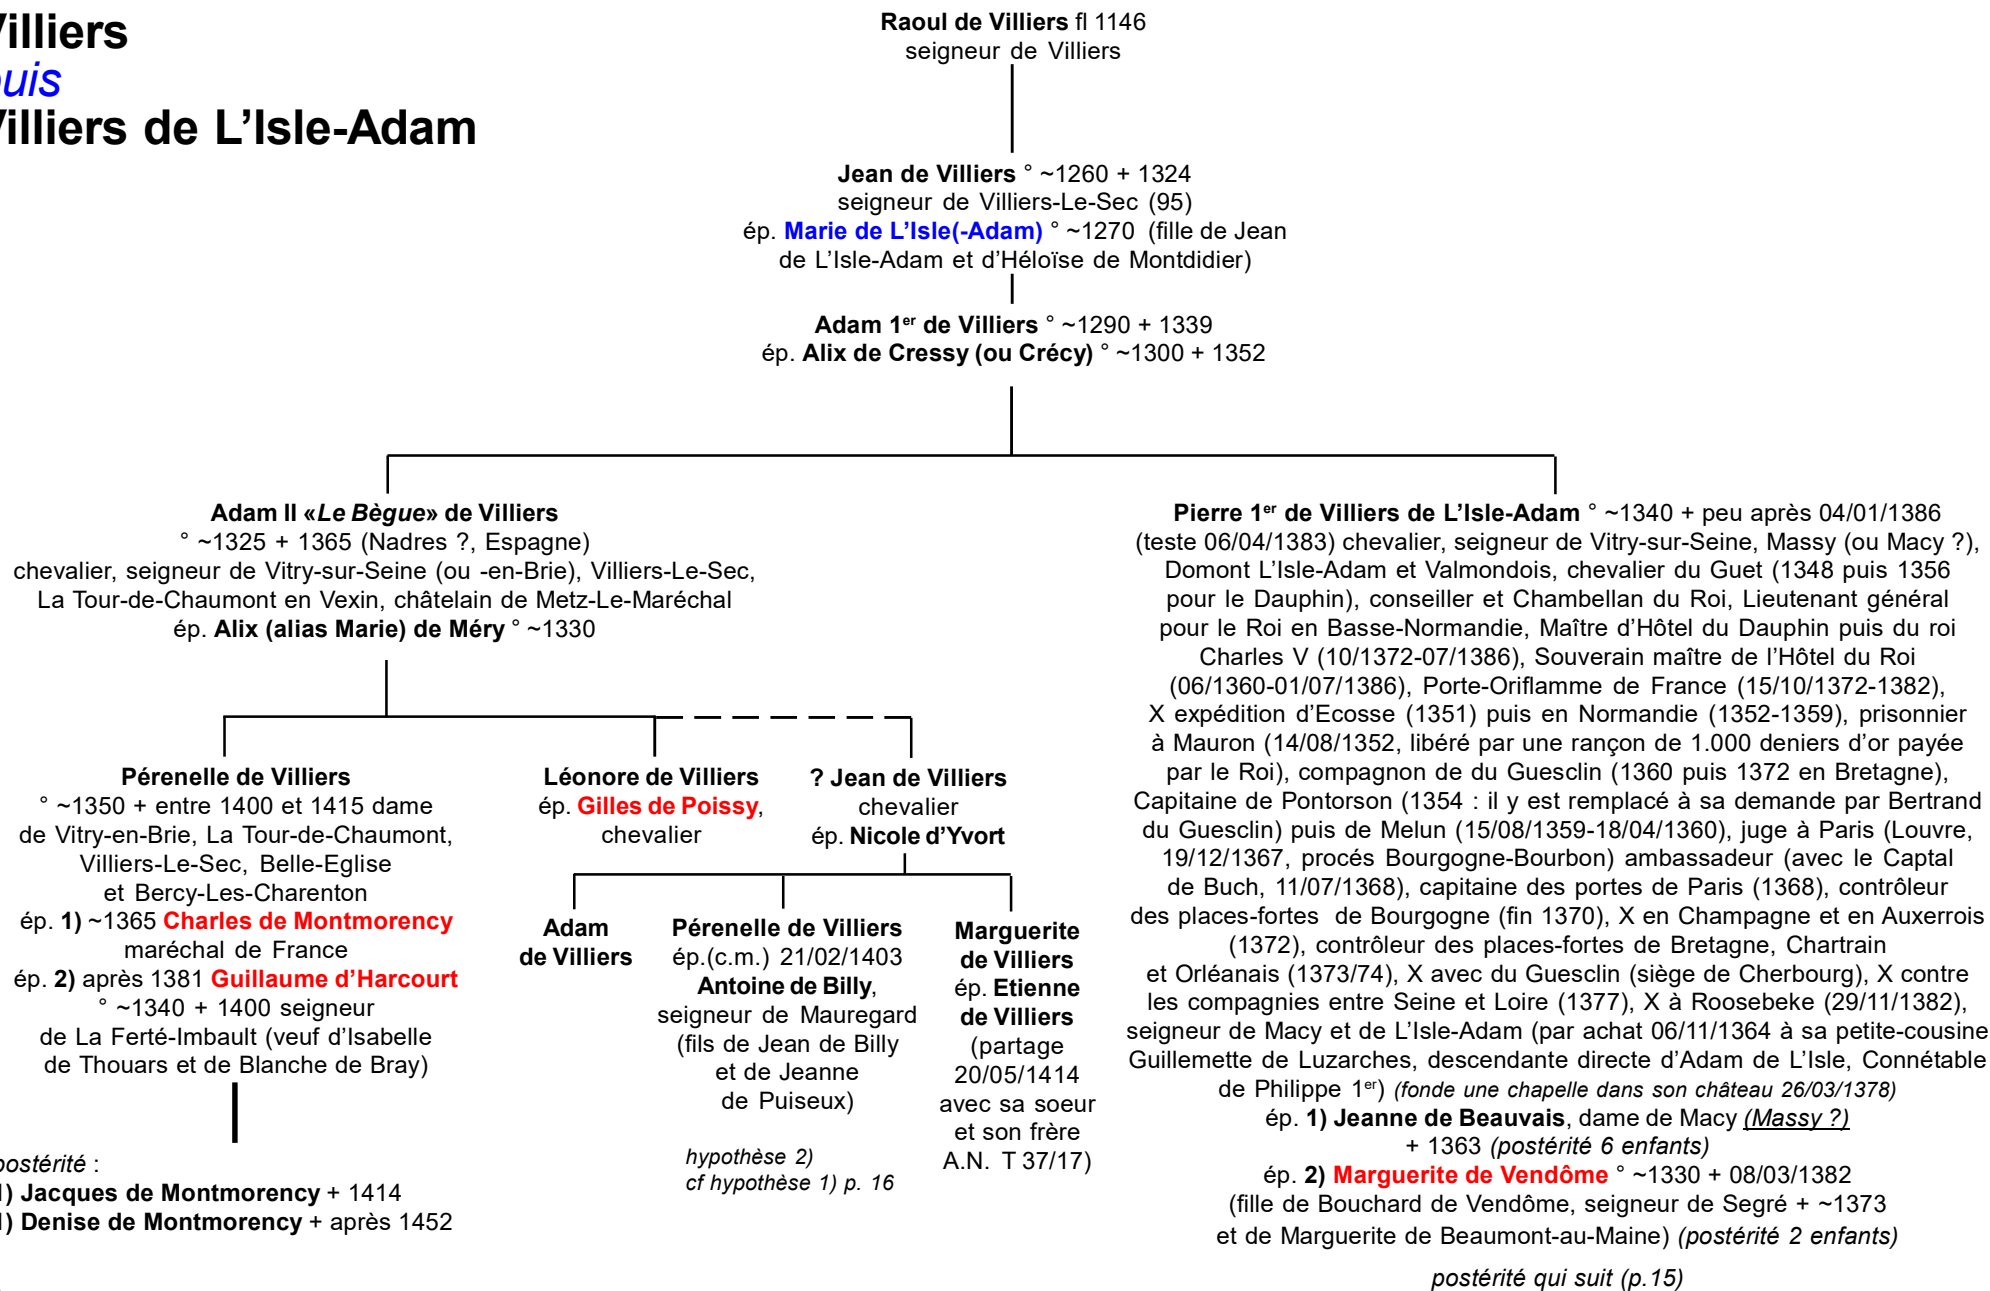 Villiers
puis
Villiers de L'Isle-Adam
Raoul de Villiers fl 1146
seigneur de Villiers
Jean de Villiers ° ~1260 + 1324
seigneur de Villiers-Le-Sec (95)
ép. Marie de L'Isle(-Adam) ° ~1270 (fille de Jean
de L'Isle-Adam et d'Héloïse de Montdidier)
Adam 1er de Villiers ° ~1290 + 1339
ép. Alix de Cressy (ou Crécy) ° ~1300 + 1352
Adam II «Le Bègue» de Villiers
° ~1325 + 1365 (Nadres ?, Espagne)
chevalier, seigneur de Vitry-sur-Seine (ou -en-Brie), Villiers-Le-Sec,
La Tour-de-Chaumont en Vexin, châtelain de Metz-Le-Maréchal
ép. Alix (alias Marie) de Méry ° ~1330
Pérenelle de Villiers
° ~1350 + entre 1400 et 1415 dame
de Vitry-en-Brie, La Tour-de-Chaumont,
Villiers-Le-Sec, Belle-Eglise
et Bercy-Les-Charenton
ép. 1) ~1365 Charles de Montmorency
maréchal de France
ép. 2) après 1381 Guillaume d'Harcourt
° ~1340 + 1400 seigneur
de La Ferté-Imbault (veuf d'Isabelle
de Thouars et de Blanche de Bray)
postérité :
1) Jacques de Montmorency + 1414
1) Denise de Montmorency + après 1452
Léonore de Villiers
ép. Gilles de Poissy,
chevalier
? Jean de Villiers
chevalier
ép. Nicole d'Yvort
Adam
de Villiers
Pérenelle de Villiers
ép.(c.m.) 21/02/1403
Antoine de Billy,
seigneur de Mauregard
(fils de Jean de Billy
et de Jeanne
de Puiseux)
hypothèse 2)
cf hypothèse 1) p. 16
Marguerite
de Villiers
ép. Etienne
de Villiers
(partage
20/05/1414
avec sa soeur
et son frère
A.N. T 37/17)
Pierre 1er de Villiers de L'Isle-Adam ° ~1340 + peu après 04/01/1386
(teste 06/04/1383) chevalier, seigneur de Vitry-sur-Seine, Massy (ou Macy ?),
Domont L'Isle-Adam et Valmondois, chevalier du Guet (1348 puis 1356
pour le Dauphin), conseiller et Chambellan du Roi, Lieutenant général
pour le Roi en Basse-Normandie, Maître d'Hôtel du Dauphin puis du roi
Charles V (10/1372-07/1386), Souverain maître de l'Hôtel du Roi
(06/1360-01/07/1386), Porte-Oriflamme de France (15/10/1372-1382),
X expédition d'Ecosse (1351) puis en Normandie (1352-1359), prisonnier
à Mauron (14/08/1352, libéré par une rançon de 1.000 deniers d'or payée
par le Roi), compagnon de du Guesclin (1360 puis 1372 en Bretagne),
Capitaine de Pontorson (1354 : il y est remplacé à sa demande par Bertrand
du Guesclin) puis de Melun (15/08/1359-18/04/1360), juge à Paris (Louvre,
19/12/1367, procés Bourgogne-Bourbon) ambassadeur (avec le Captal
de Buch, 11/07/1368), capitaine des portes de Paris (1368), contrôleur
des places-fortes de Bourgogne (fin 1370), X en Champagne et en Auxerrois
(1372), contrôleur des places-fortes de Bretagne, Chartrain
et Orléanais (1373/74), X avec du Guesclin (siège de Cherbourg), X contre
les compagnies entre Seine et Loire (1377), X à Roosebeke (29/11/1382),
seigneur de Macy et de L'Isle-Adam (par achat 06/11/1364 à sa petite-cousine
Guillemette de Luzarches, descendante directe d'Adam de L'Isle, Connétable
de Philippe 1er) (fonde une chapelle dans son château 26/03/1378)
ép. 1) Jeanne de Beauvais, dame de Macy (Massy ?)
+ 1363 (postérité 6 enfants)
ép. 2) Marguerite de Vendôme ° ~1330 + 08/03/1382
(fille de Bouchard de Vendôme, seigneur de Segré + ~1373
et de Marguerite de Beaumont-au-Maine) (postérité 2 enfants)
postérité qui suit (p.15)